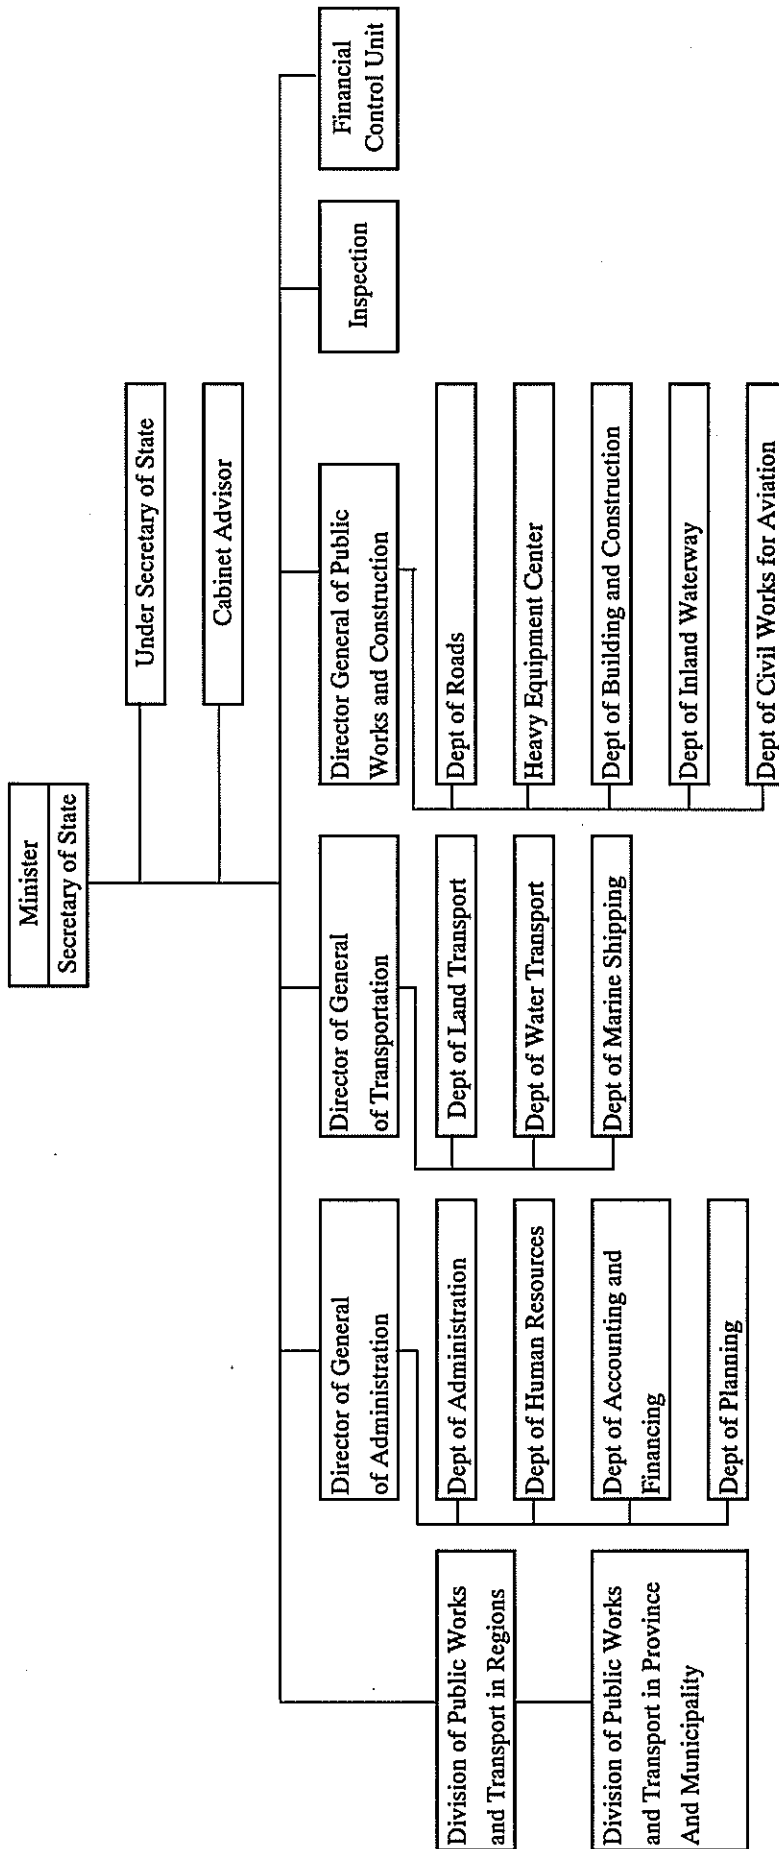 Minister
Secretary of State
Under Secretary of State
Cabinet Advisor
Division of Public Works
and Transport in Regions
Division of Public Works
and Transport in Province
And Municipality
Director of General
of Administration
Dept of Administration
Dept of Human Resources
Dept of Accounting and
Financing
Dept of Planning
Director of General
of Transportation
Dept of Land Transport
Dept of Water Transport
Dept of Marine Shipping
Director General of Public
Works and Construction
Dept of Roads
Heavy Equipment Center
Dept of Building and Construction
Dept of Inland Waterway
Dept of Civil Works for Aviation
Inspection
Financial
Control Unit